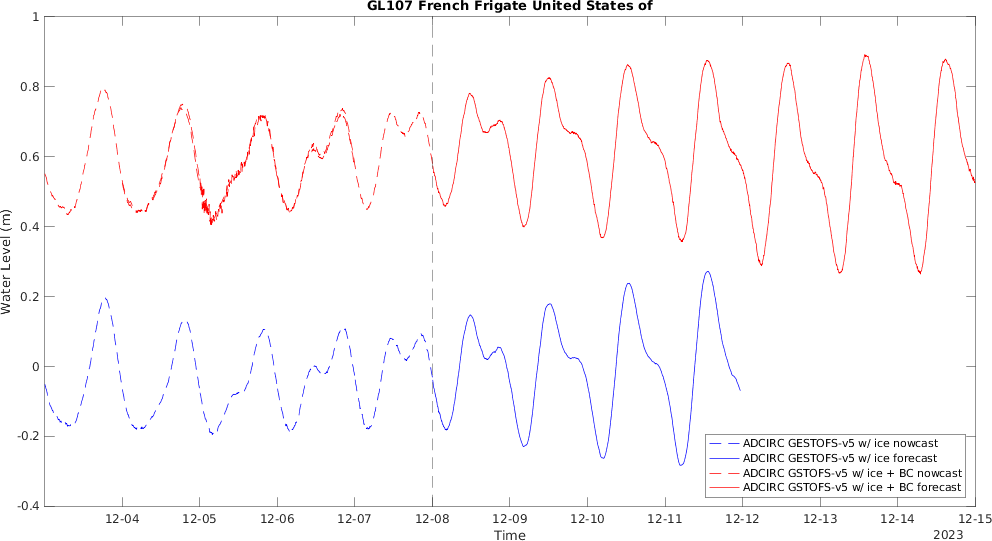 GL107 French Frigate United States of
1
0.8
0.6
0.4
0.2
0
-0.2
-0.4
Water Level (m)
12-04 12-05 12-06 12-07 12-08 12-09 12-10 12-11 12-12 12-13 12-14 12-15
Time
2023
ADCIRC GESTOFS-v5 w/ ice nowcast
ADCIRC GESTOFS-v5 w/ ice forecast
ADCIRC GSTOFS-v5 w/ ice + BC nowcast
ADCIRC GSTOFS-v5 w/ ice + BC forecast